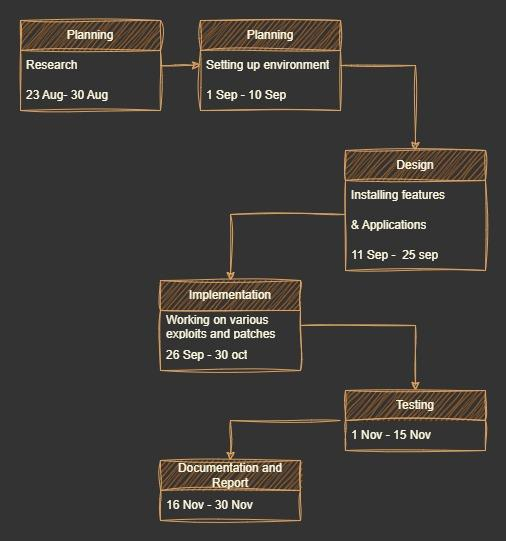 Planning
Research
23 Aug- 30 Aug
Planning
Setting up environment
1 Sep - 10 Sep
Design
Installing features
& Applications
11 Sep -  25 sep
Implementation
Working on various
exploits and patches
26 Sep - 30 oct
Testing
1 Nov - 15 Nov
Documentation and
Report
16 Nov - 30 Nov